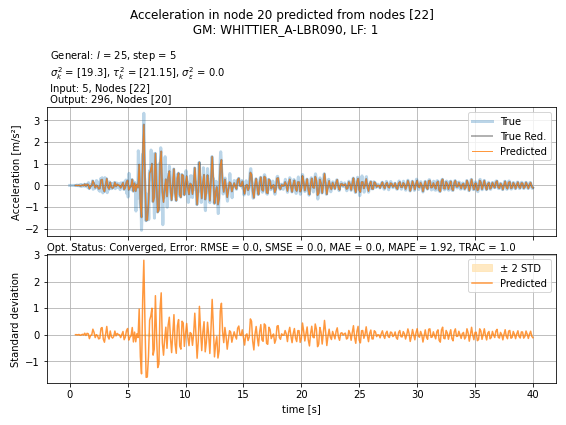 Acceleration in node 20 predicted from nodes [22]
GM: WHITTIER_A-LBR090, LF: 1
General: l = 25, step = 5
σ²ₖ = [19.3], τ²ₖ = [21.15], σ²ε = 0.0
Input: 5, Nodes [22]
Output: 296, Nodes [20]
Acceleration [m/s²]
3
2
1
0
−1
−2
True
True Red.
Predicted
Opt. Status: Converged, Error: RMSE = 0.0, SMSE = 0.0, MAE = 0.0, MAPE = 1.92, TRAC = 1.0
Standard deviation
3
2
1
0
−1
± 2 STD
Predicted
0 5 10 15 20 25 30 35 40
time [s]